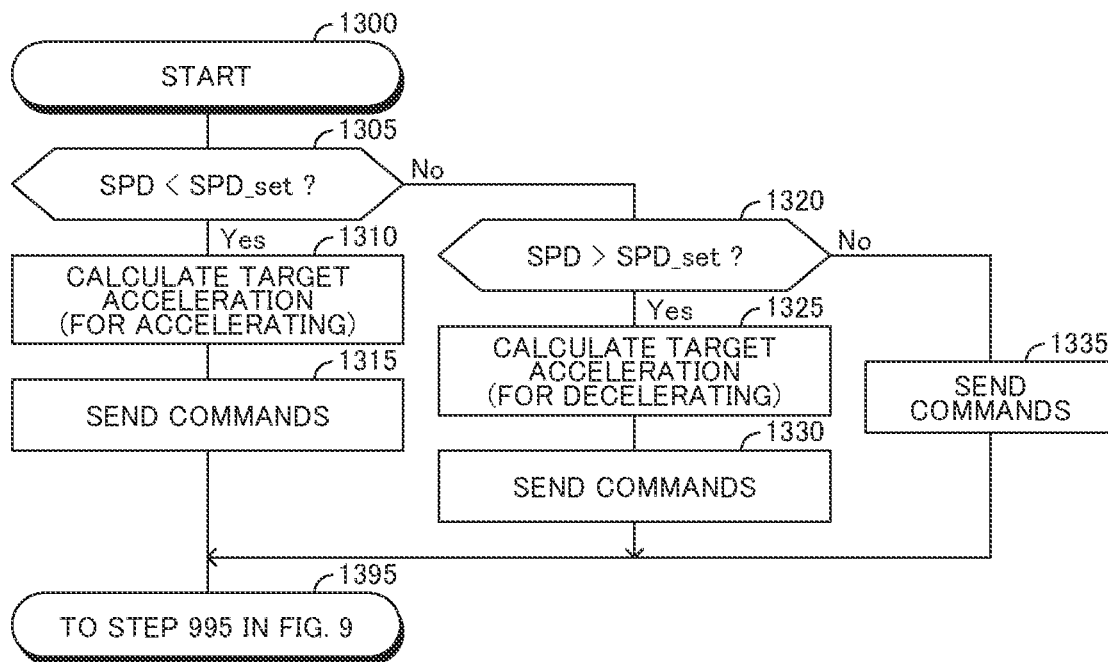 1300
START
1305
SPD < SPD_set ?
No
Yes
1310
CALCULATE TARGET
ACCELERATION
(FOR ACCELERATING)
1315
SEND COMMANDS
1320
SPD > SPD_set ?
No
Yes
1325
CALCULATE TARGET
ACCELERATION
(FOR DECELERATING)
1330
SEND COMMANDS
1335
SEND
COMMANDS
1395
TO STEP 995 IN FIG. 9